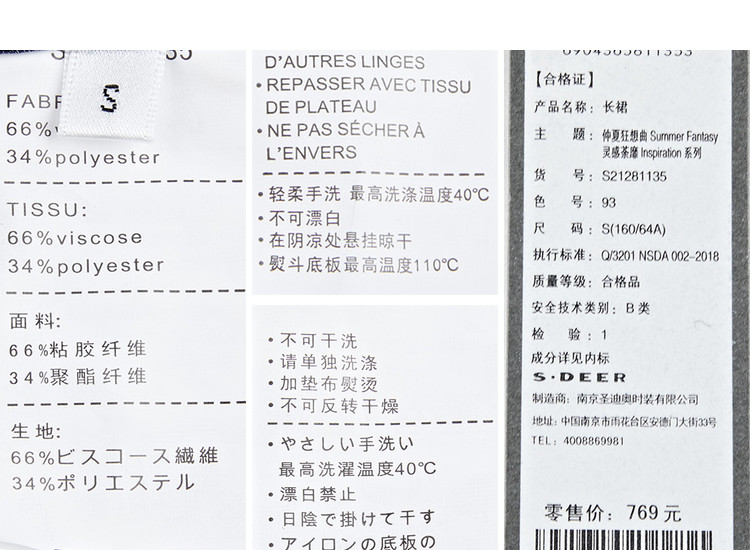 S
FABR
66%v
34%polyester
TISSU:
66%viscose
34%polyester
面料:
66%粘胶纤维
34%聚酯纤维
生地:
66%ビスコース繊維
34%ポリエステル
D'AUTRES LINGES
• REPASSER AVEC TISSU
DE PLATEAU
• NE PAS SÉCHER À
L'ENVERS
• 轻柔手洗 最高洗涤温度40℃
• 不可漂白
• 在阴凉处悬挂晾干
• 熨斗底板最高温度110℃
• 不可干洗
• 请单独洗涤
• 加垫布熨烫
• 不可反转干燥
• やさしい手洗い
最高洗濯温度40℃
• 漂白禁止
• 日陰で掛けて干す
• アイロンの底板の
6904365811353
【合格证】
产品名称: 长裙
主 题: 仲夏狂想曲 Summer Fantasy
灵感荼靡 Inspiration 系列
货 号: S21281135
色 号: 93
尺 码: S(160/64A)
执行标准: Q/3201 NSDA 002-2018
质量等级: 合格品
安全技术类别: B 类
检 验: 1
成分详见内标
S·DEER
制造商: 南京圣迪奥时装有限公司
地址: 中国南京市雨花台区安德门大街33号
TEL: 4008869981
零售价: 769 元